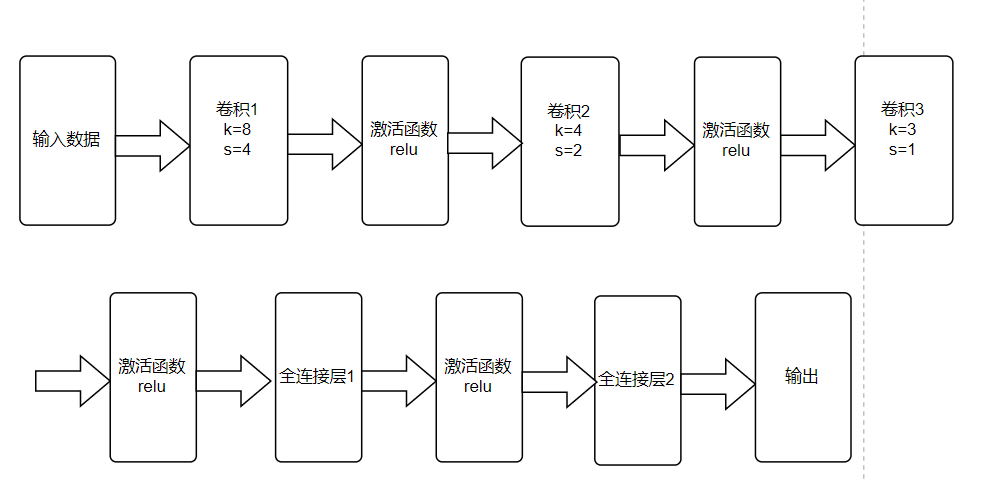 输入数据
卷积1
k=8
s=4
激活函数
relu
卷积2
k=4
s=2
激活函数
relu
卷积3
k=3
s=1
激活函数
relu
全连接层1
激活函数
relu
全连接层2
输出